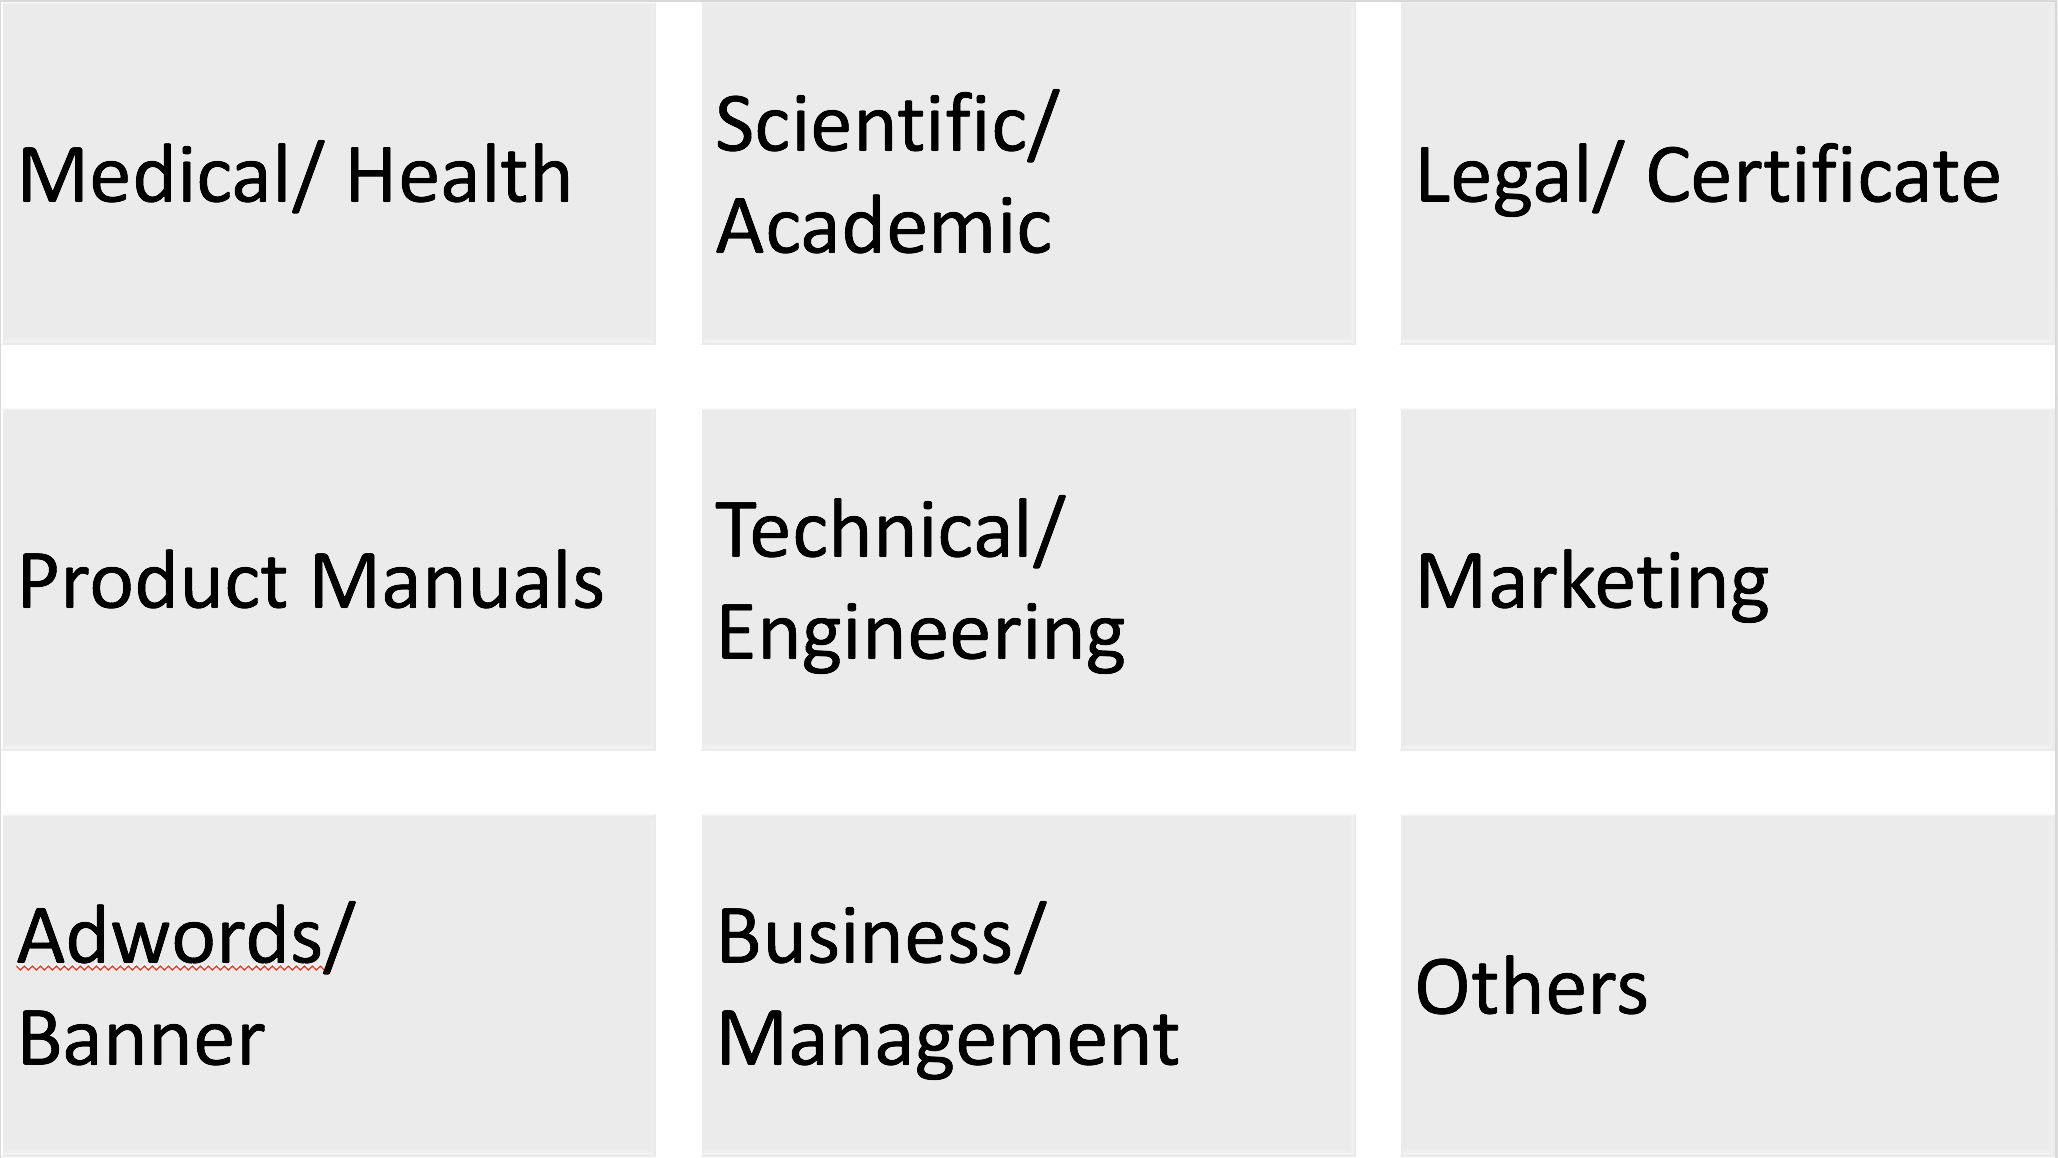 Medical/ Health
Scientific/
Academic
Legal/ Certificate
Product Manuals
Technical/
Engineering
Marketing
Adwords/
Banner
Business/
Management
Others